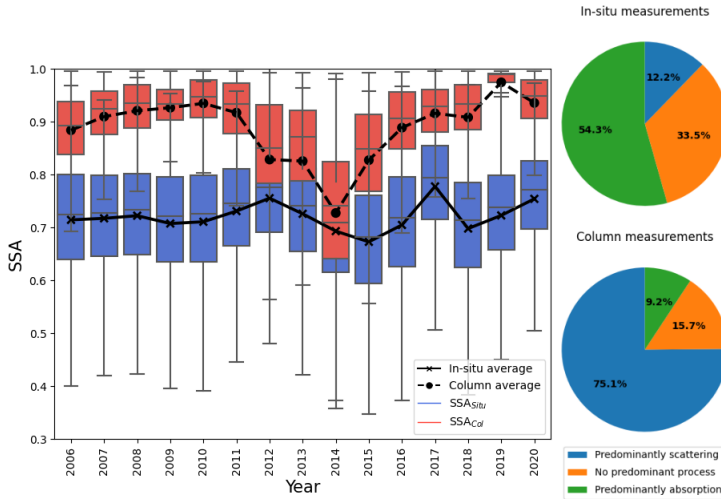 In-situ measurements
12.2%
33.5%
54.3%
Column measurements
9.2%
15.7%
75.1%
Predominantly scattering
No predominant process
Predominantly absorption
SSA
1.0
0.9
0.8
0.7
0.6
0.5
0.4
0.3
In-situ average
Column average
SSA_Situ
SSA_Col
2006
2007
2008
2009
2010
2011
2012
2013
2014
2015
2016
2017
2018
2019
2020
Year